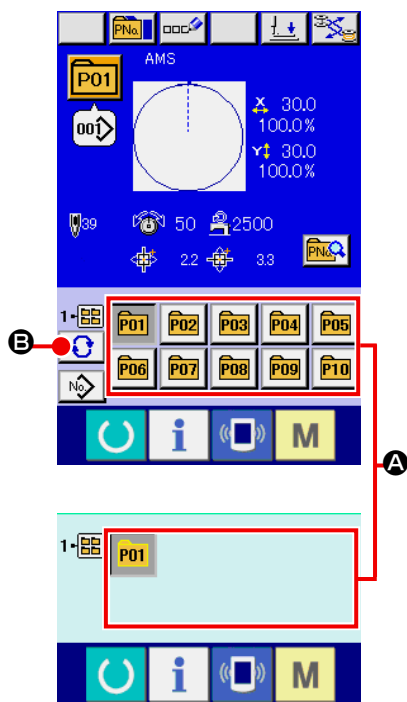 PNo.
AMS
P01
001
X 30.0
100.0%
Y 30.0
100.0%
39 50 2500
2.2 3.3 PNo.
1
P01 P02 P03 P04 P05
B
P06 P07 P08 P09 P10
No.
i M
A
1
P01
i M